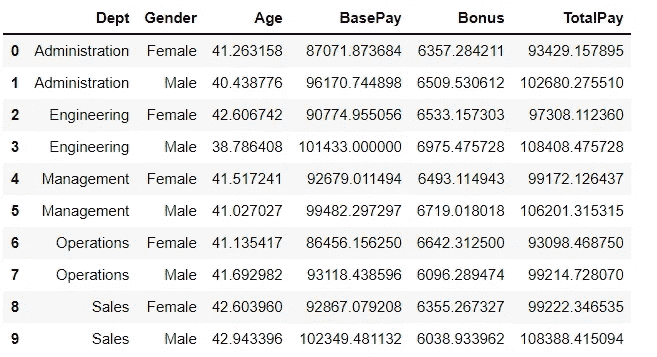 Dept Gender Age BasePay Bonus TotalPay
0 Administration Female 41.263158 87071.873684 6357.284211 93429.157895
1 Administration Male 40.438776 96170.744898 6509.530612 102680.275510
2 Engineering Female 42.606742 90774.955056 6533.157303 97308.112360
3 Engineering Male 38.786408 101433.000000 6975.475728 108408.475728
4 Management Female 41.517241 92679.011494 6493.114943 99172.126437
5 Management Male 41.027027 99482.297297 6719.018018 106201.315315
6 Operations Female 41.135417 86456.156250 6642.312500 93098.468750
7 Operations Male 41.692982 93118.438596 6096.289474 99214.728070
8 Sales Female 42.603960 92867.079208 6355.267327 99222.346535
9 Sales Male 42.943396 102349.481132 6038.933962 108388.415094